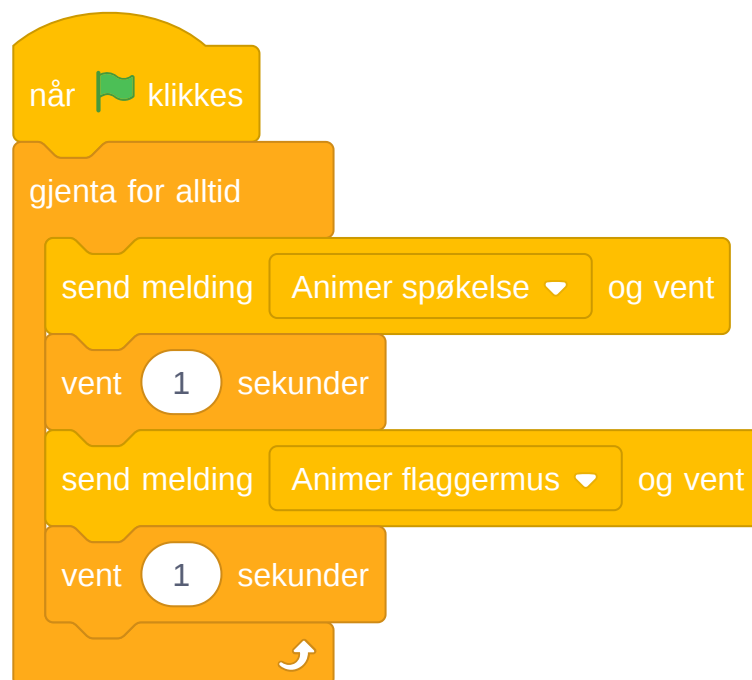 når klikkes
gjenta for alltid
send melding Animer spøkelse og vent
vent 1 sekunder
send melding Animer flaggermus og vent
vent 1 sekunder